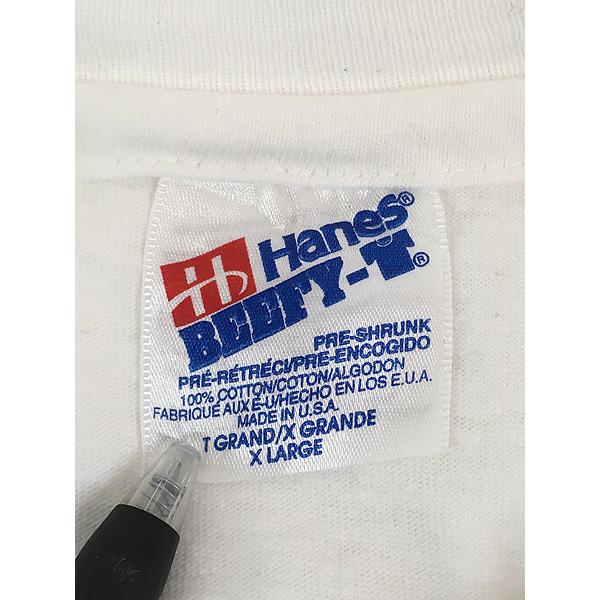 Hanes®
BEEFY-T®
PRE-SHRUNK
PRÉ-RÉTRÉCI/PRE-ENCOGIDO
100% COTTON/COTON/ALGODON
FABRIQUE AUX É-U/HECHO EN LOS E.U.A.
MADE IN U.S.A.
T GRAND/X GRANDE
X LARGE